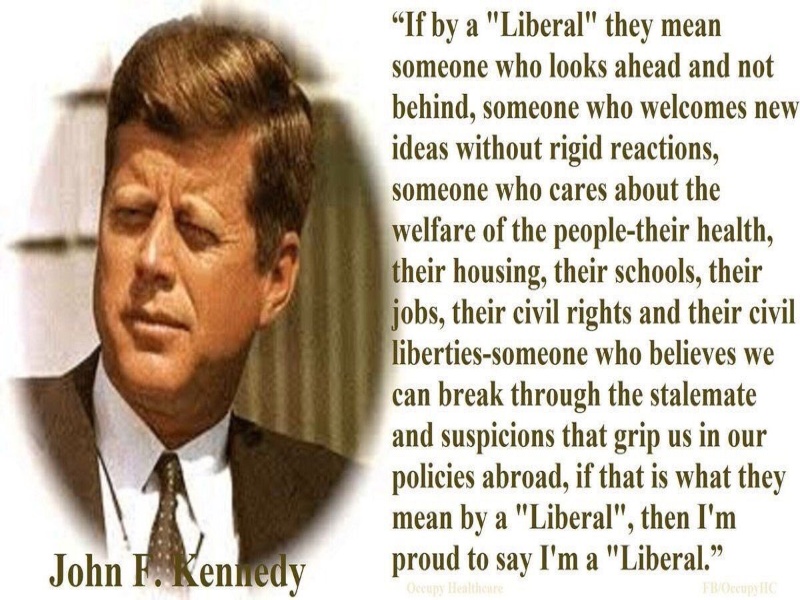 “If by a "Liberal" they mean
someone who looks ahead and not
behind, someone who welcomes new
ideas without rigid reactions,
someone who cares about the
welfare of the people-their health,
their housing, their schools, their
jobs, their civil rights and their civil
liberties-someone who believes we
can break through the stalemate
and suspicions that grip us in our
policies abroad, if that is what they
mean by a "Liberal", then I'm
proud to say I'm a "Liberal.”
John F. Kennedy
Occupy Healthcare
FB/OccupyHC